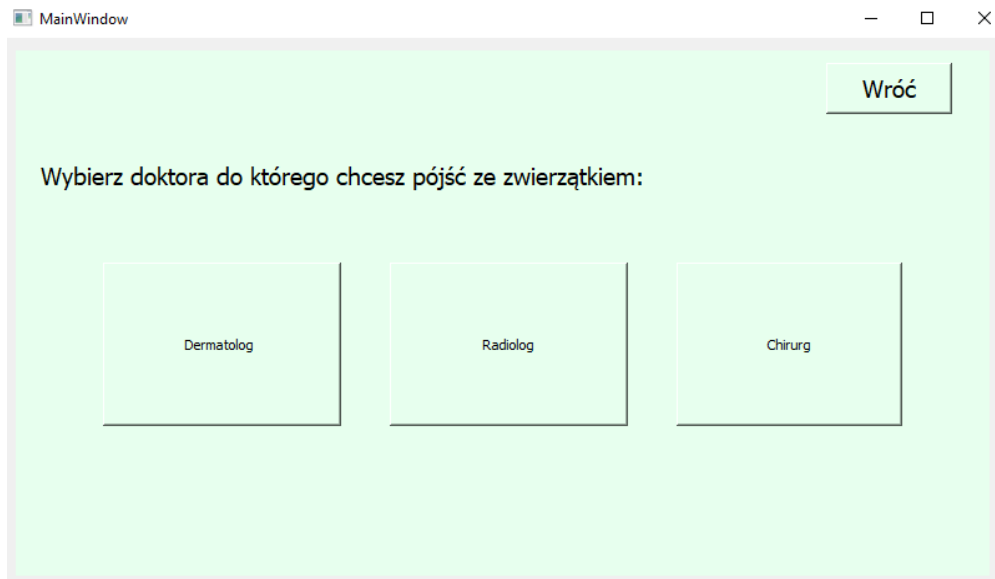 MainWindow
Wróć
Wybierz doktora do którego chcesz pójść ze zwierzątkiem:
Dermatolog
Radiolog
Chirurg